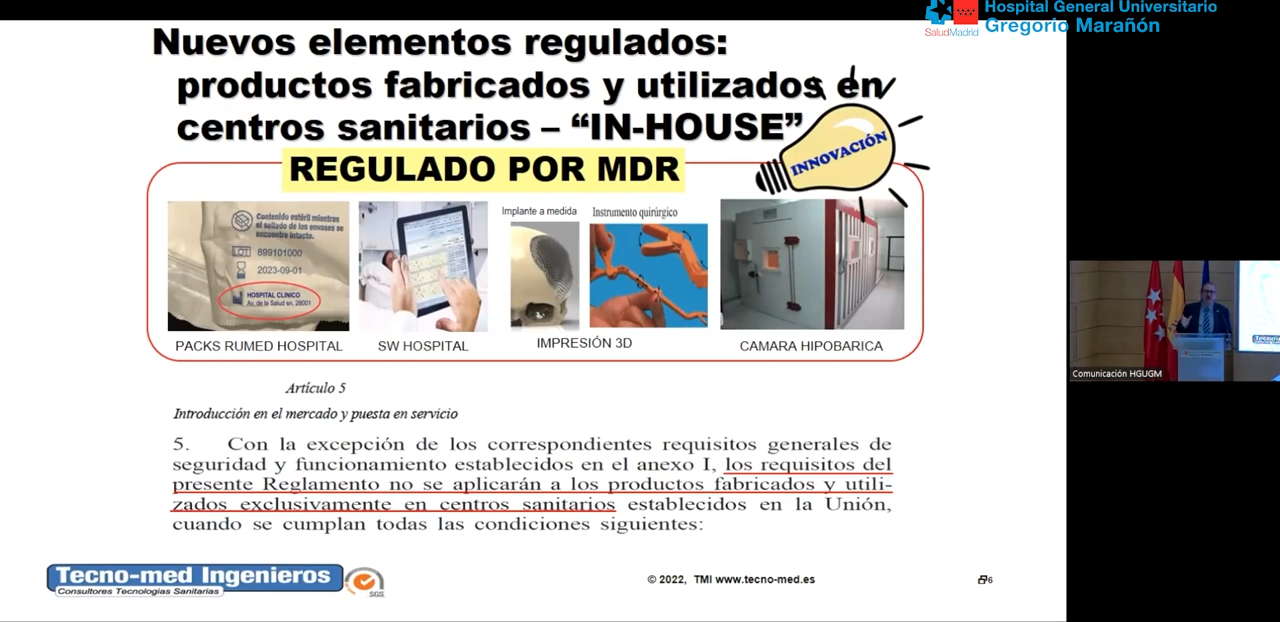 Hospital General Universitario
Gregorio Marañón
SaludMadrid
Nuevos elementos regulados:
productos fabricados y utilizados en
centros sanitarios – “IN-HOUSE”
INNOVACIÓN
REGULADO POR MDR
Contenido estéril mientras
el sellado de los envases se
encuentre intacto.
LOT 899101000
2023-09-01
HOSPITAL CLINICO
Av. de la Salud sn, 28001
Implante a medida
Instrumento quirúrgico
PACKS RUMED HOSPITAL
SW HOSPITAL
IMPRESIÓN 3D
CAMARA HIPOBARICA
Artículo 5
Introducción en el mercado y puesta en servicio
5. Con la excepción de los correspondientes requisitos generales de
seguridad y funcionamiento establecidos en el anexo I, los requisitos del
presente Reglamento no se aplicarán a los productos fabricados y utili-
zados exclusivamente en centros sanitarios establecidos en la Unión,
cuando se cumplan todas las condiciones siguientes:
Comunicación HGUGM
Tecno-med Ingenieros
Consultores Tecnologías Sanitarias
SGS
© 2022, TMI www.tecno-med.es
6